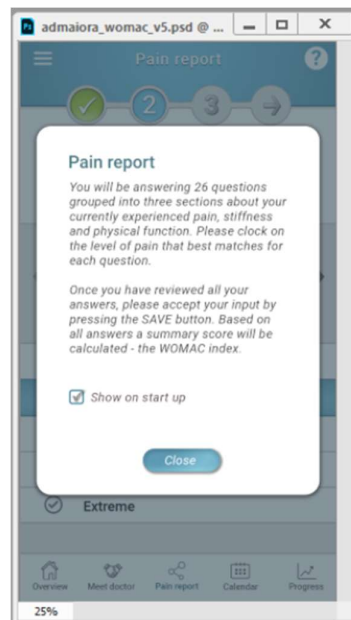 admaiora_womac_v5.psd @ ...
Pain report
?
2
3
Pain report
You will be answering 26 questions
grouped into three sections about your
currently experienced pain, stiffness
and physical function. Please clock on
the level of pain that best matches for
each question.
Once you have reviewed all your
answers, please accept your input by
pressing the SAVE button. Based on
all answers a summary score will be
calculated - the WOMAC index.
Show on start up
Close
Extreme
Overview Meet doctor Pain report Calendar Progress
25%